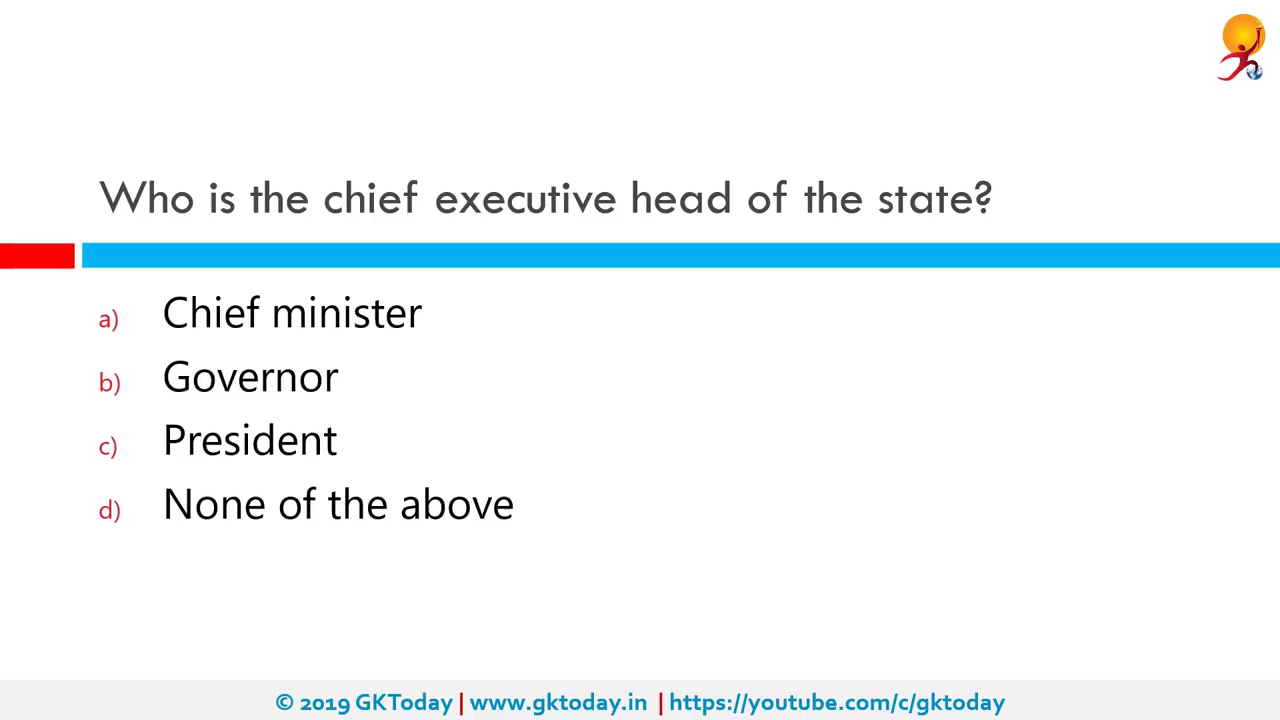 Who is the chief executive head of the state?
a) Chief minister
b) Governor
c) President
d) None of the above
© 2019 GKToday | www.gktoday.in | https://youtube.com/c/gktoday